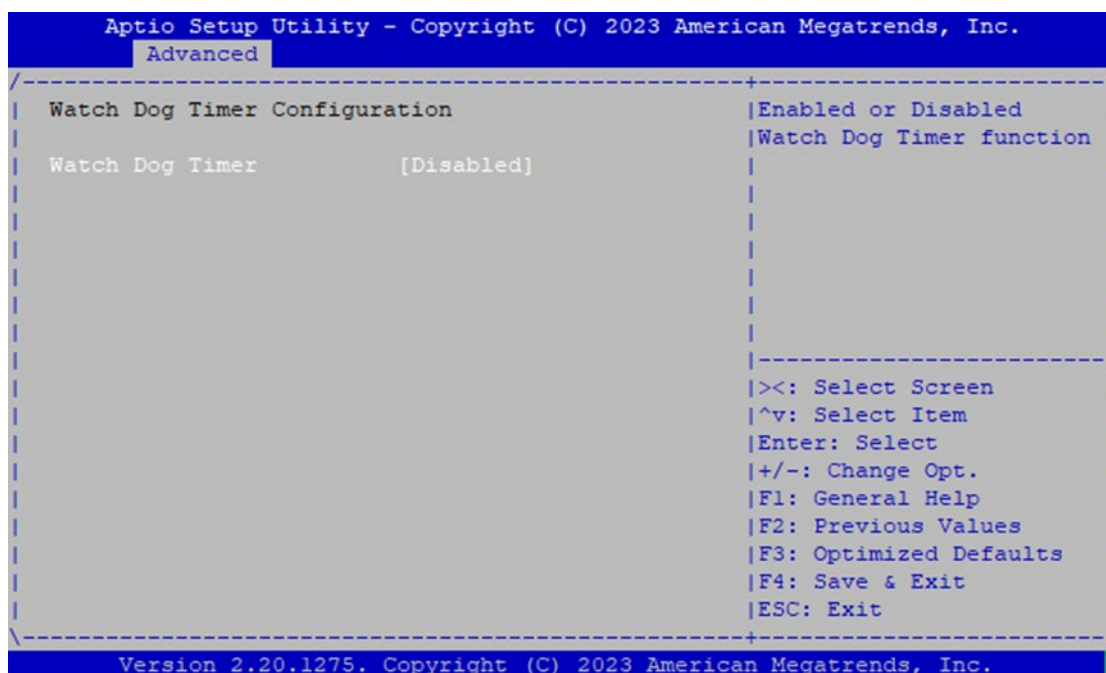 Aptio Setup Utility - Copyright (C) 2023 American Megatrends, Inc.
Advanced
Watch Dog Timer Configuration
Watch Dog Timer [Disabled]
Enabled or Disabled
Watch Dog Timer function
><: Select Screen
^v: Select Item
Enter: Select
+/-: Change Opt.
F1: General Help
F2: Previous Values
F3: Optimized Defaults
F4: Save & Exit
ESC: Exit
Version 2.20.1275. Copyright (C) 2023 American Megatrends, Inc.